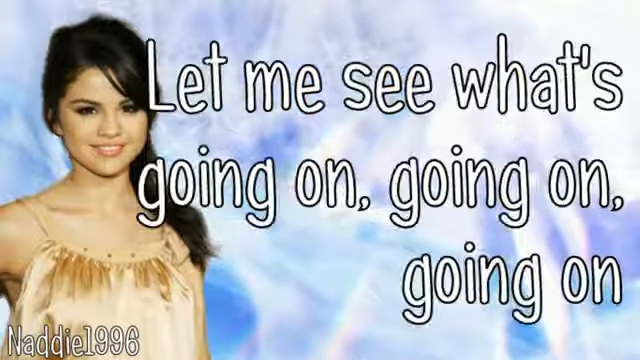 Let me see what's
going on, going on,
going on
Naddie1996